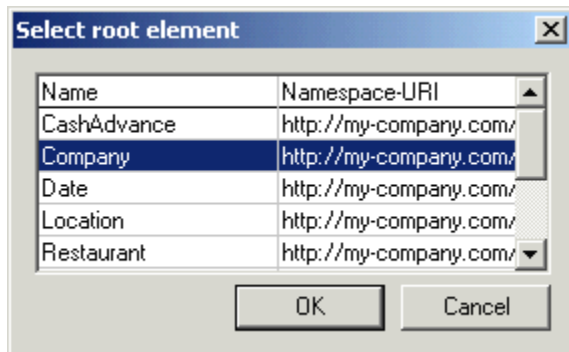 Select root element
Name Namespace-URI
CashAdvance http://my-company.com/
Company http://my-company.com/
Date http://my-company.com/
Location http://my-company.com/
Restaurant http://my-company.com/
OK Cancel